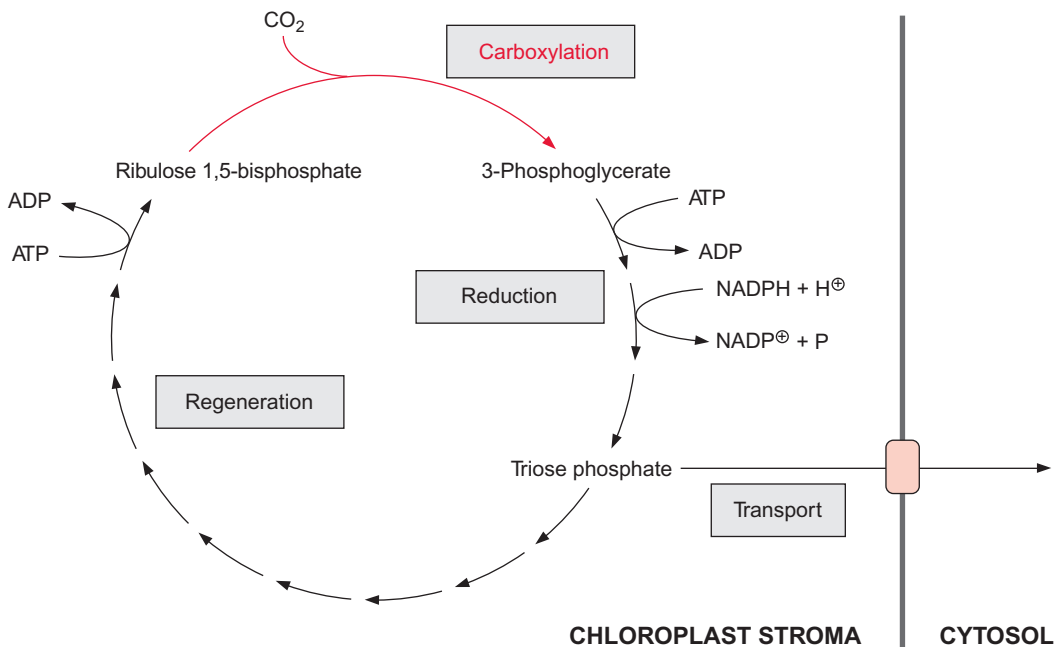 CO₂
Carboxylation
Ribulose 1,5-bisphosphate
3-Phosphoglycerate
ADP
ATP
ATP
ADP
Reduction
NADPH + H⊕
NADP⊕ + P
Regeneration
Triose phosphate
Transport
CHLOROPLAST STROMA
CYTOSOL